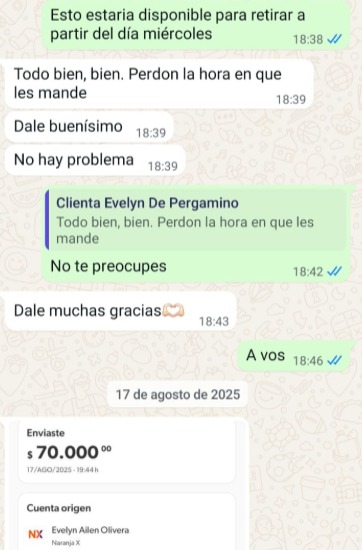 Esto estaria disponible para retirar a
partir del día miércoles
18:38
Todo bien, bien. Perdon la hora en que
les mande
18:39
Dale buenísimo 18:39
No hay problema 18:39
Clienta Evelyn De Pergamino
Todo bien, bien. Perdon la hora en que les
mande
No te preocupes
18:42
Dale muchas gracias🫶🏻
18:43
A vos 18:46
17 de agosto de 2025
Enviaste
$ 70.000 00
17/AGO/2025 - 19:44 h
Cuenta origen
NX Evelyn Ailen Olivera
Naranja X